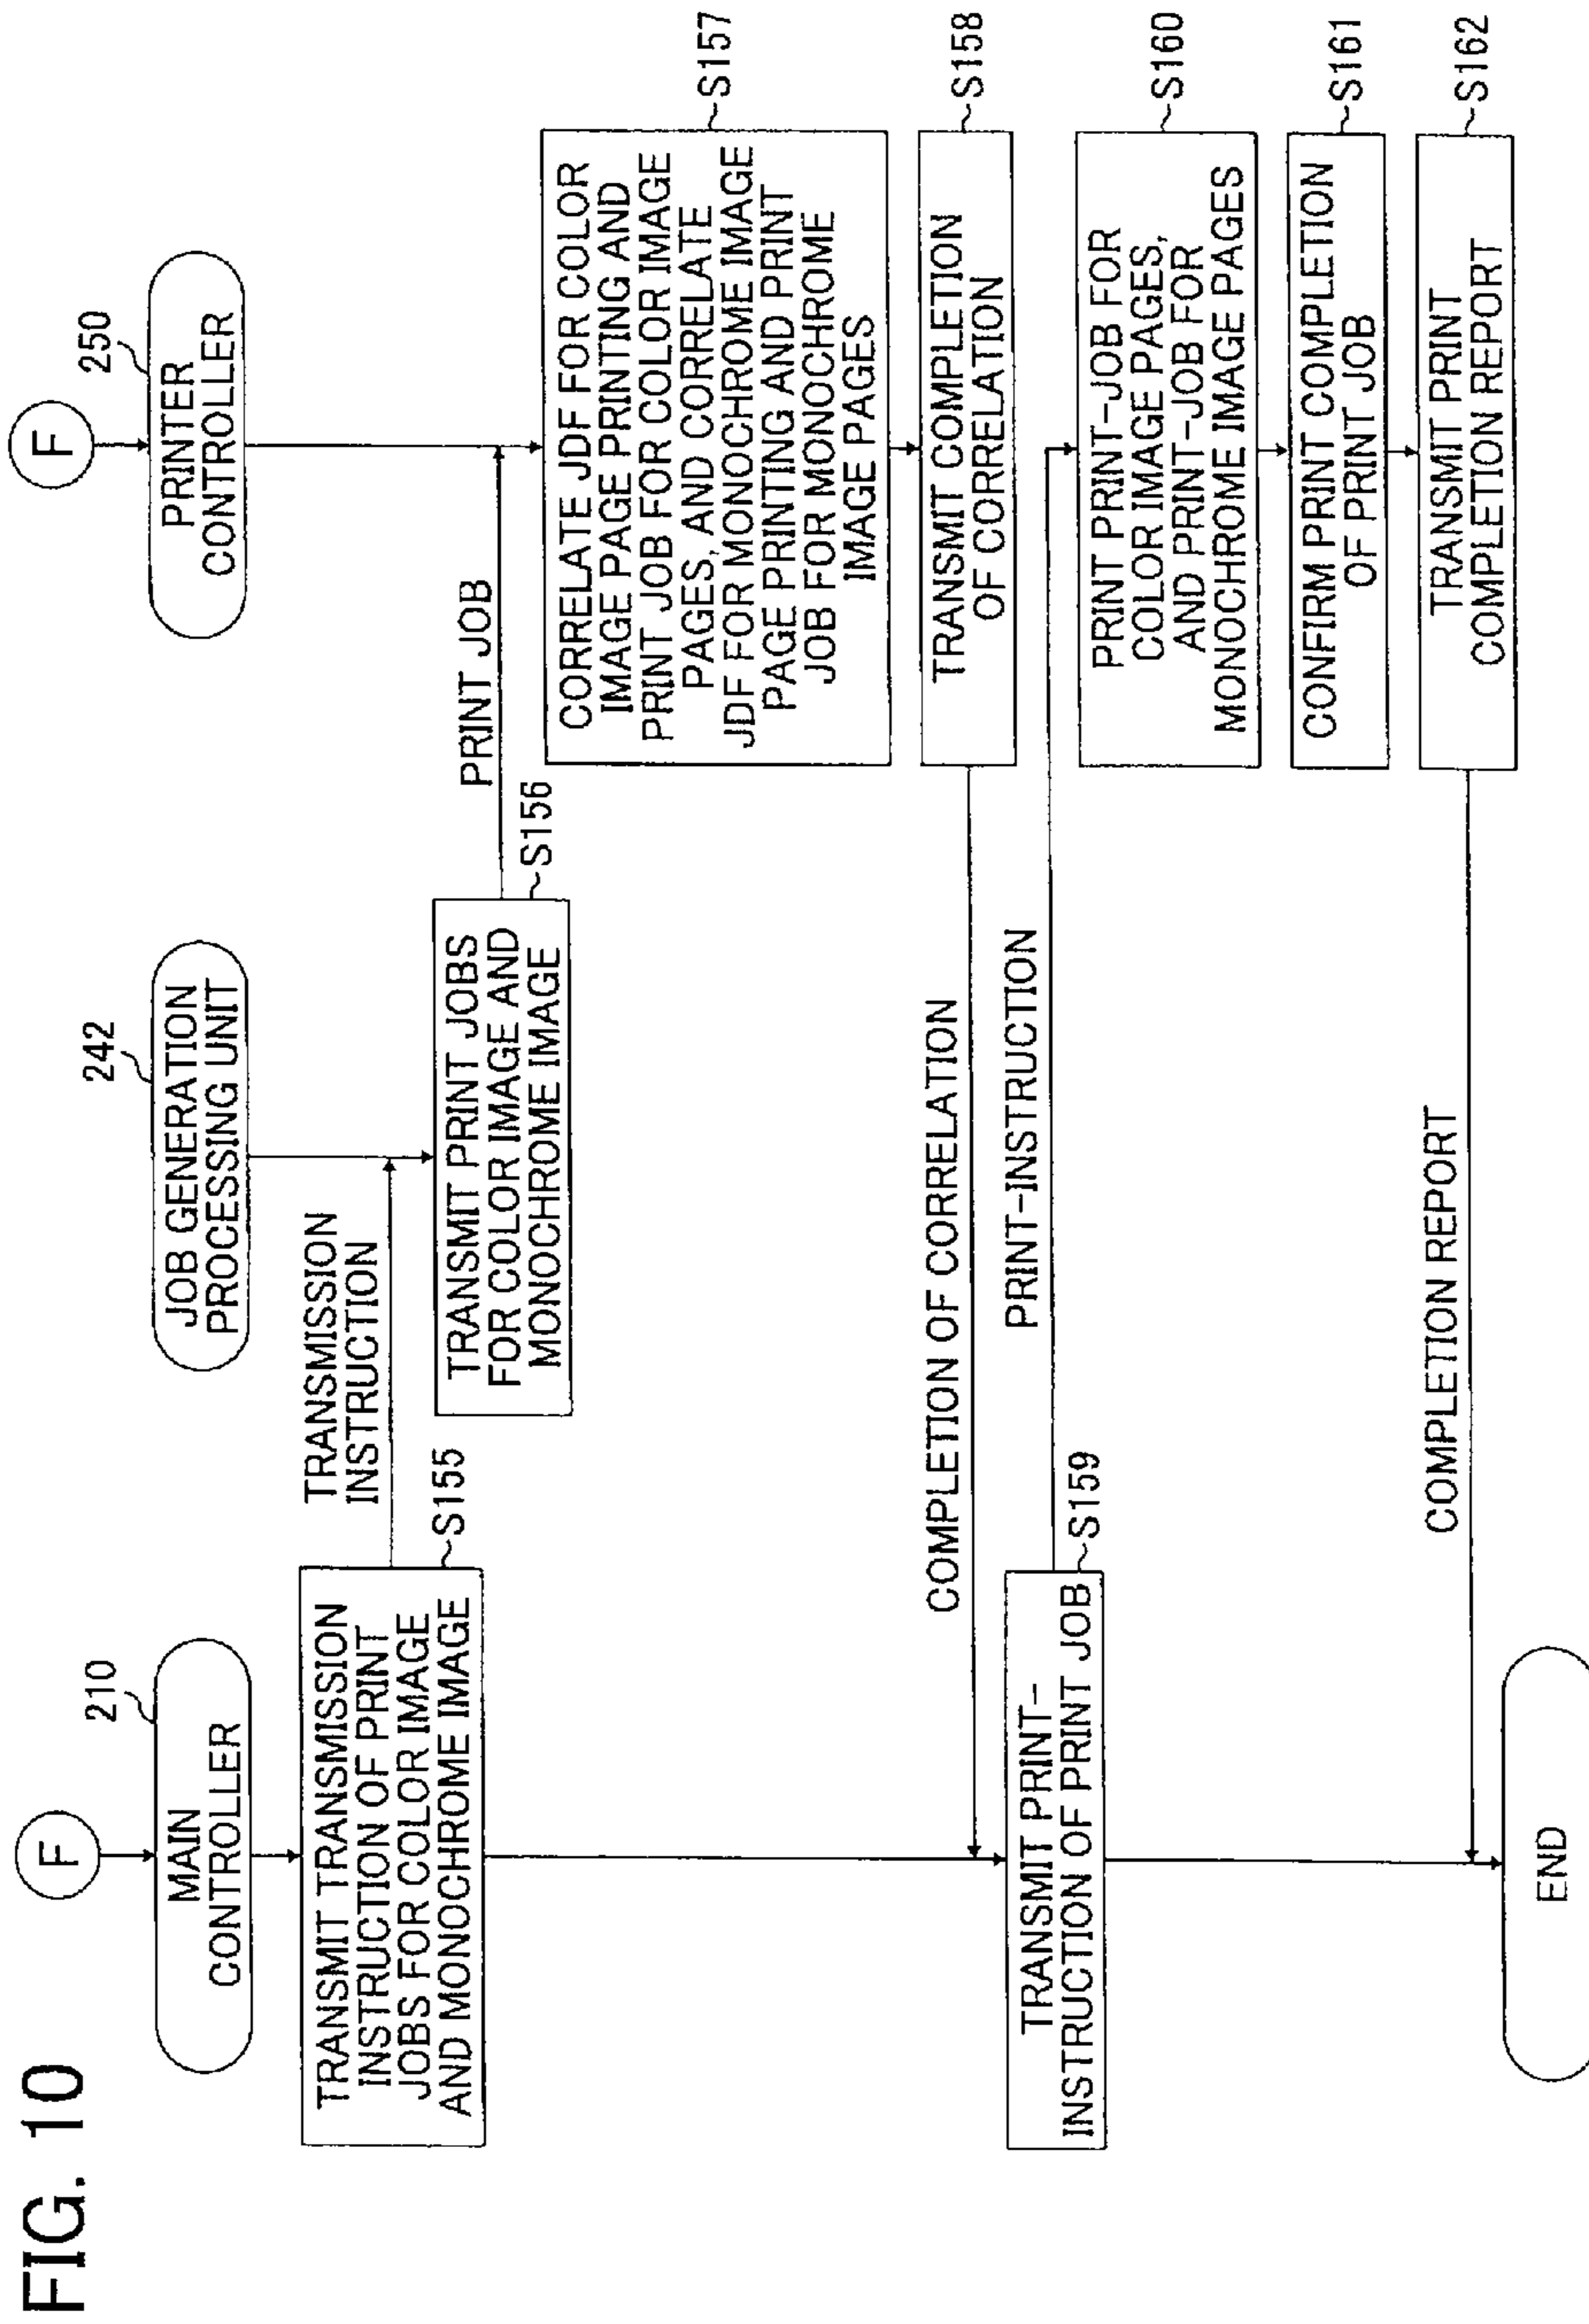 FIG. 10
F
210
MAIN
CONTROLLER
TRANSMIT TRANSMISSION
INSTRUCTION OF PRINT
JOBS FOR COLOR IMAGE
AND MONOCHROME IMAGE
S155
TRANSMISSION
INSTRUCTION
242
JOB GENERATION
PROCESSING UNIT
TRANSMIT PRINT JOBS
FOR COLOR IMAGE AND
MONOCHROME IMAGE
S156
PRINT JOB
F
250
PRINTER
CONTROLLER
CORRELATE JDF FOR COLOR
IMAGE PAGE PRINTING AND
PRINT JOB FOR COLOR IMAGE
PAGES, AND CORRELATE
JDF FOR MONOCHROME IMAGE
PAGE PRINTING AND PRINT
JOB FOR MONOCHROME
IMAGE PAGES
S157
TRANSMIT COMPLETION
OF CORRELATION
S158
COMPLETION OF CORRELATION
TRANSMIT PRINT-
INSTRUCTION OF PRINT JOB
S159
PRINT-INSTRUCTION
PRINT PRINT-JOB FOR
COLOR IMAGE PAGES,
AND PRINT-JOB FOR
MONOCHROME IMAGE PAGES
S160
CONFIRM PRINT COMPLETION
OF PRINT JOB
S161
TRANSMIT PRINT
COMPLETION REPORT
S162
COMPLETION REPORT
END